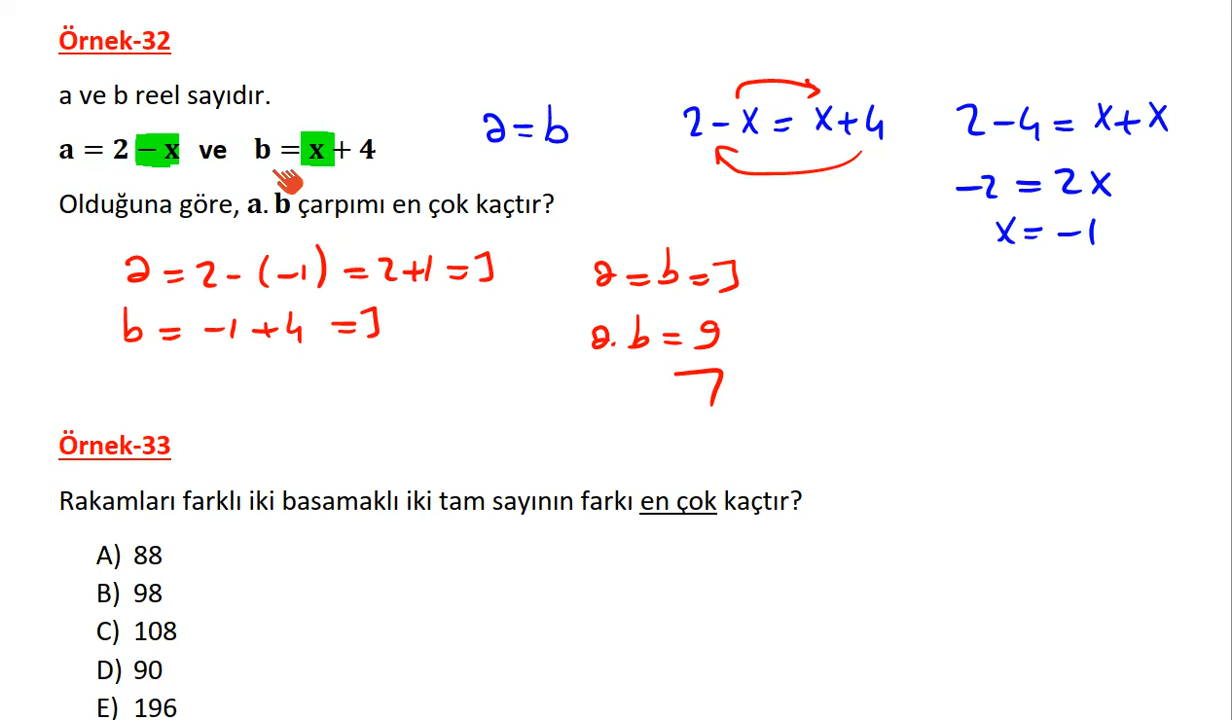 Örnek-32
a ve b reel sayıdır.
a = 2 − x ve b = x + 4
a = b
2 - x = x + 4
2 - 4 = x + x
-2 = 2x
x = -1
Olduğuna göre, a. b çarpımı en çok kaçtır?
a = 2 - (-1) = 2+1 = 3
b = -1 + 4 = 3
a = b = 3
a. b = 9
Örnek-33
Rakamları farklı iki basamaklı iki tam sayının farkı en çok kaçtır?
A) 88
B) 98
C) 108
D) 90
E) 196